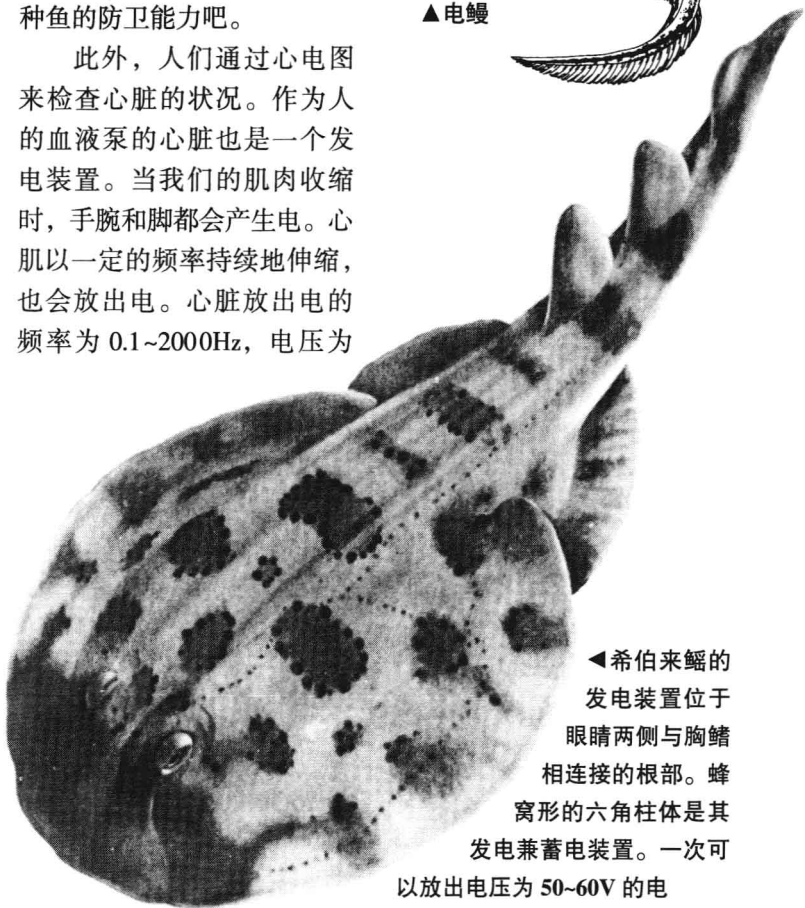 种鱼的防卫能力吧。
此外，人们通过心电图
来检查心脏的状况。作为人
的血液泵的心脏也是一个发
电装置。当我们的肌肉收缩
时，手腕和脚都会产生电。心
肌以一定的频率持续地伸缩，
也会放出电。心脏放出电的
频率为 0.1~2000Hz，电压为
▲电鳗
◀希伯来鳐的
发电装置位于
眼睛两侧与胸鳍
相连接的根部。蜂
窝形的六角柱体是其
发电兼蓄电装置。一次可
以放出电压为 50~60V 的电